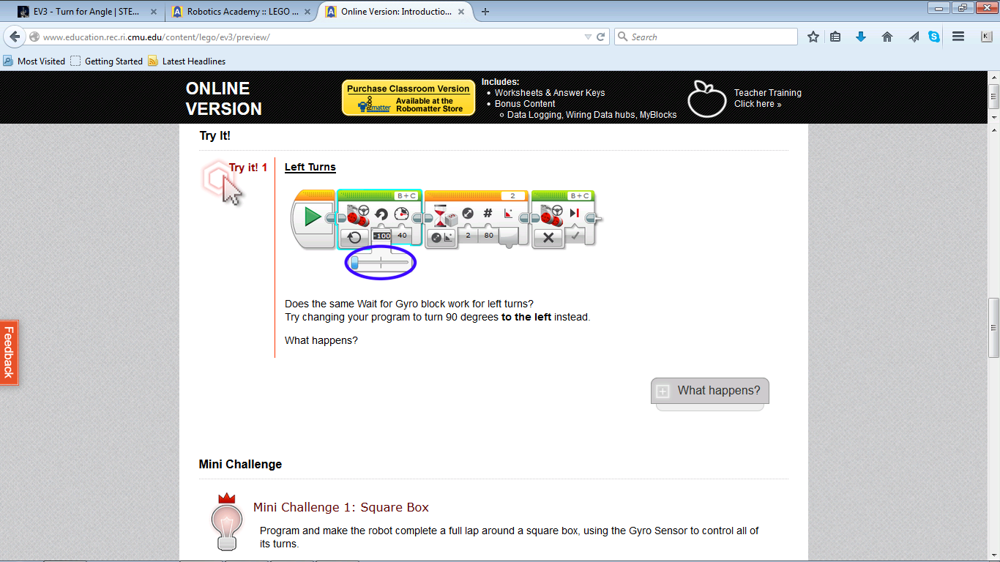 EV3 - Turn for Angle | STE...
Robotics Academy :: LEGO ...
Online Version: Introductio...
www.education.rec.ri.cmu.edu/content/lego/ev3/preview/
Search
K
Most Visited
Getting Started
Latest Headlines
ONLINE
VERSION
Purchase Classroom Version
Available at the
Robomatter Store
Includes:
Worksheets & Answer Keys
Bonus Content
Data Logging, Wiring Data hubs, MyBlocks
Teacher Training
Click here »
Try It!
Try it! 1
Left Turns
B+C
2
B+C
#
-100
40
2
80
Does the same Wait for Gyro block work for left turns?
Try changing your program to turn 90 degrees to the left instead.
What happens?
Feedback
What happens?
Mini Challenge
Mini Challenge 1: Square Box
Program and make the robot complete a full lap around a square box, using the Gyro Sensor to control all of
its turns.